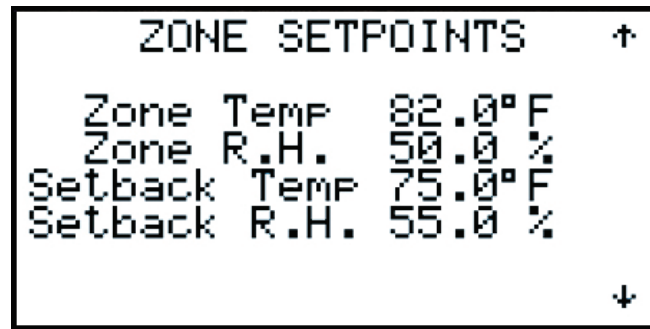 ZONE SETPOINTS ↑
Zone Temp 82.0°F
Zone R.H. 50.0 %
Setback Temp 75.0°F
Setback R.H. 55.0 %
↓